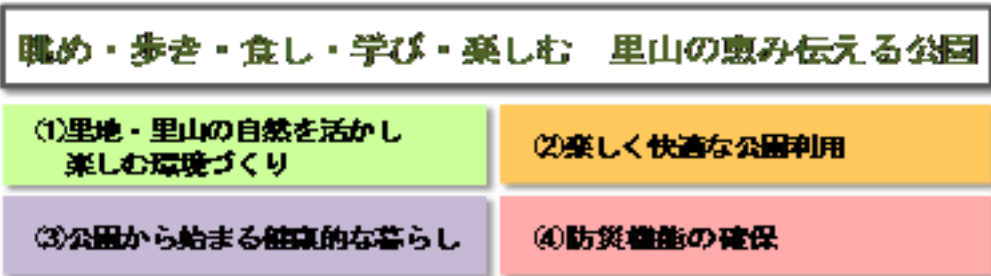 眺め・歩き・食し・学び・楽しむ　里山の恵み伝える公園
(1)里地・里山の自然を活かし
楽しむ環境づくり
(2)楽しく快適な公園利用
(3)公園から始まる健康的な暮らし
(4)防災機能の確保